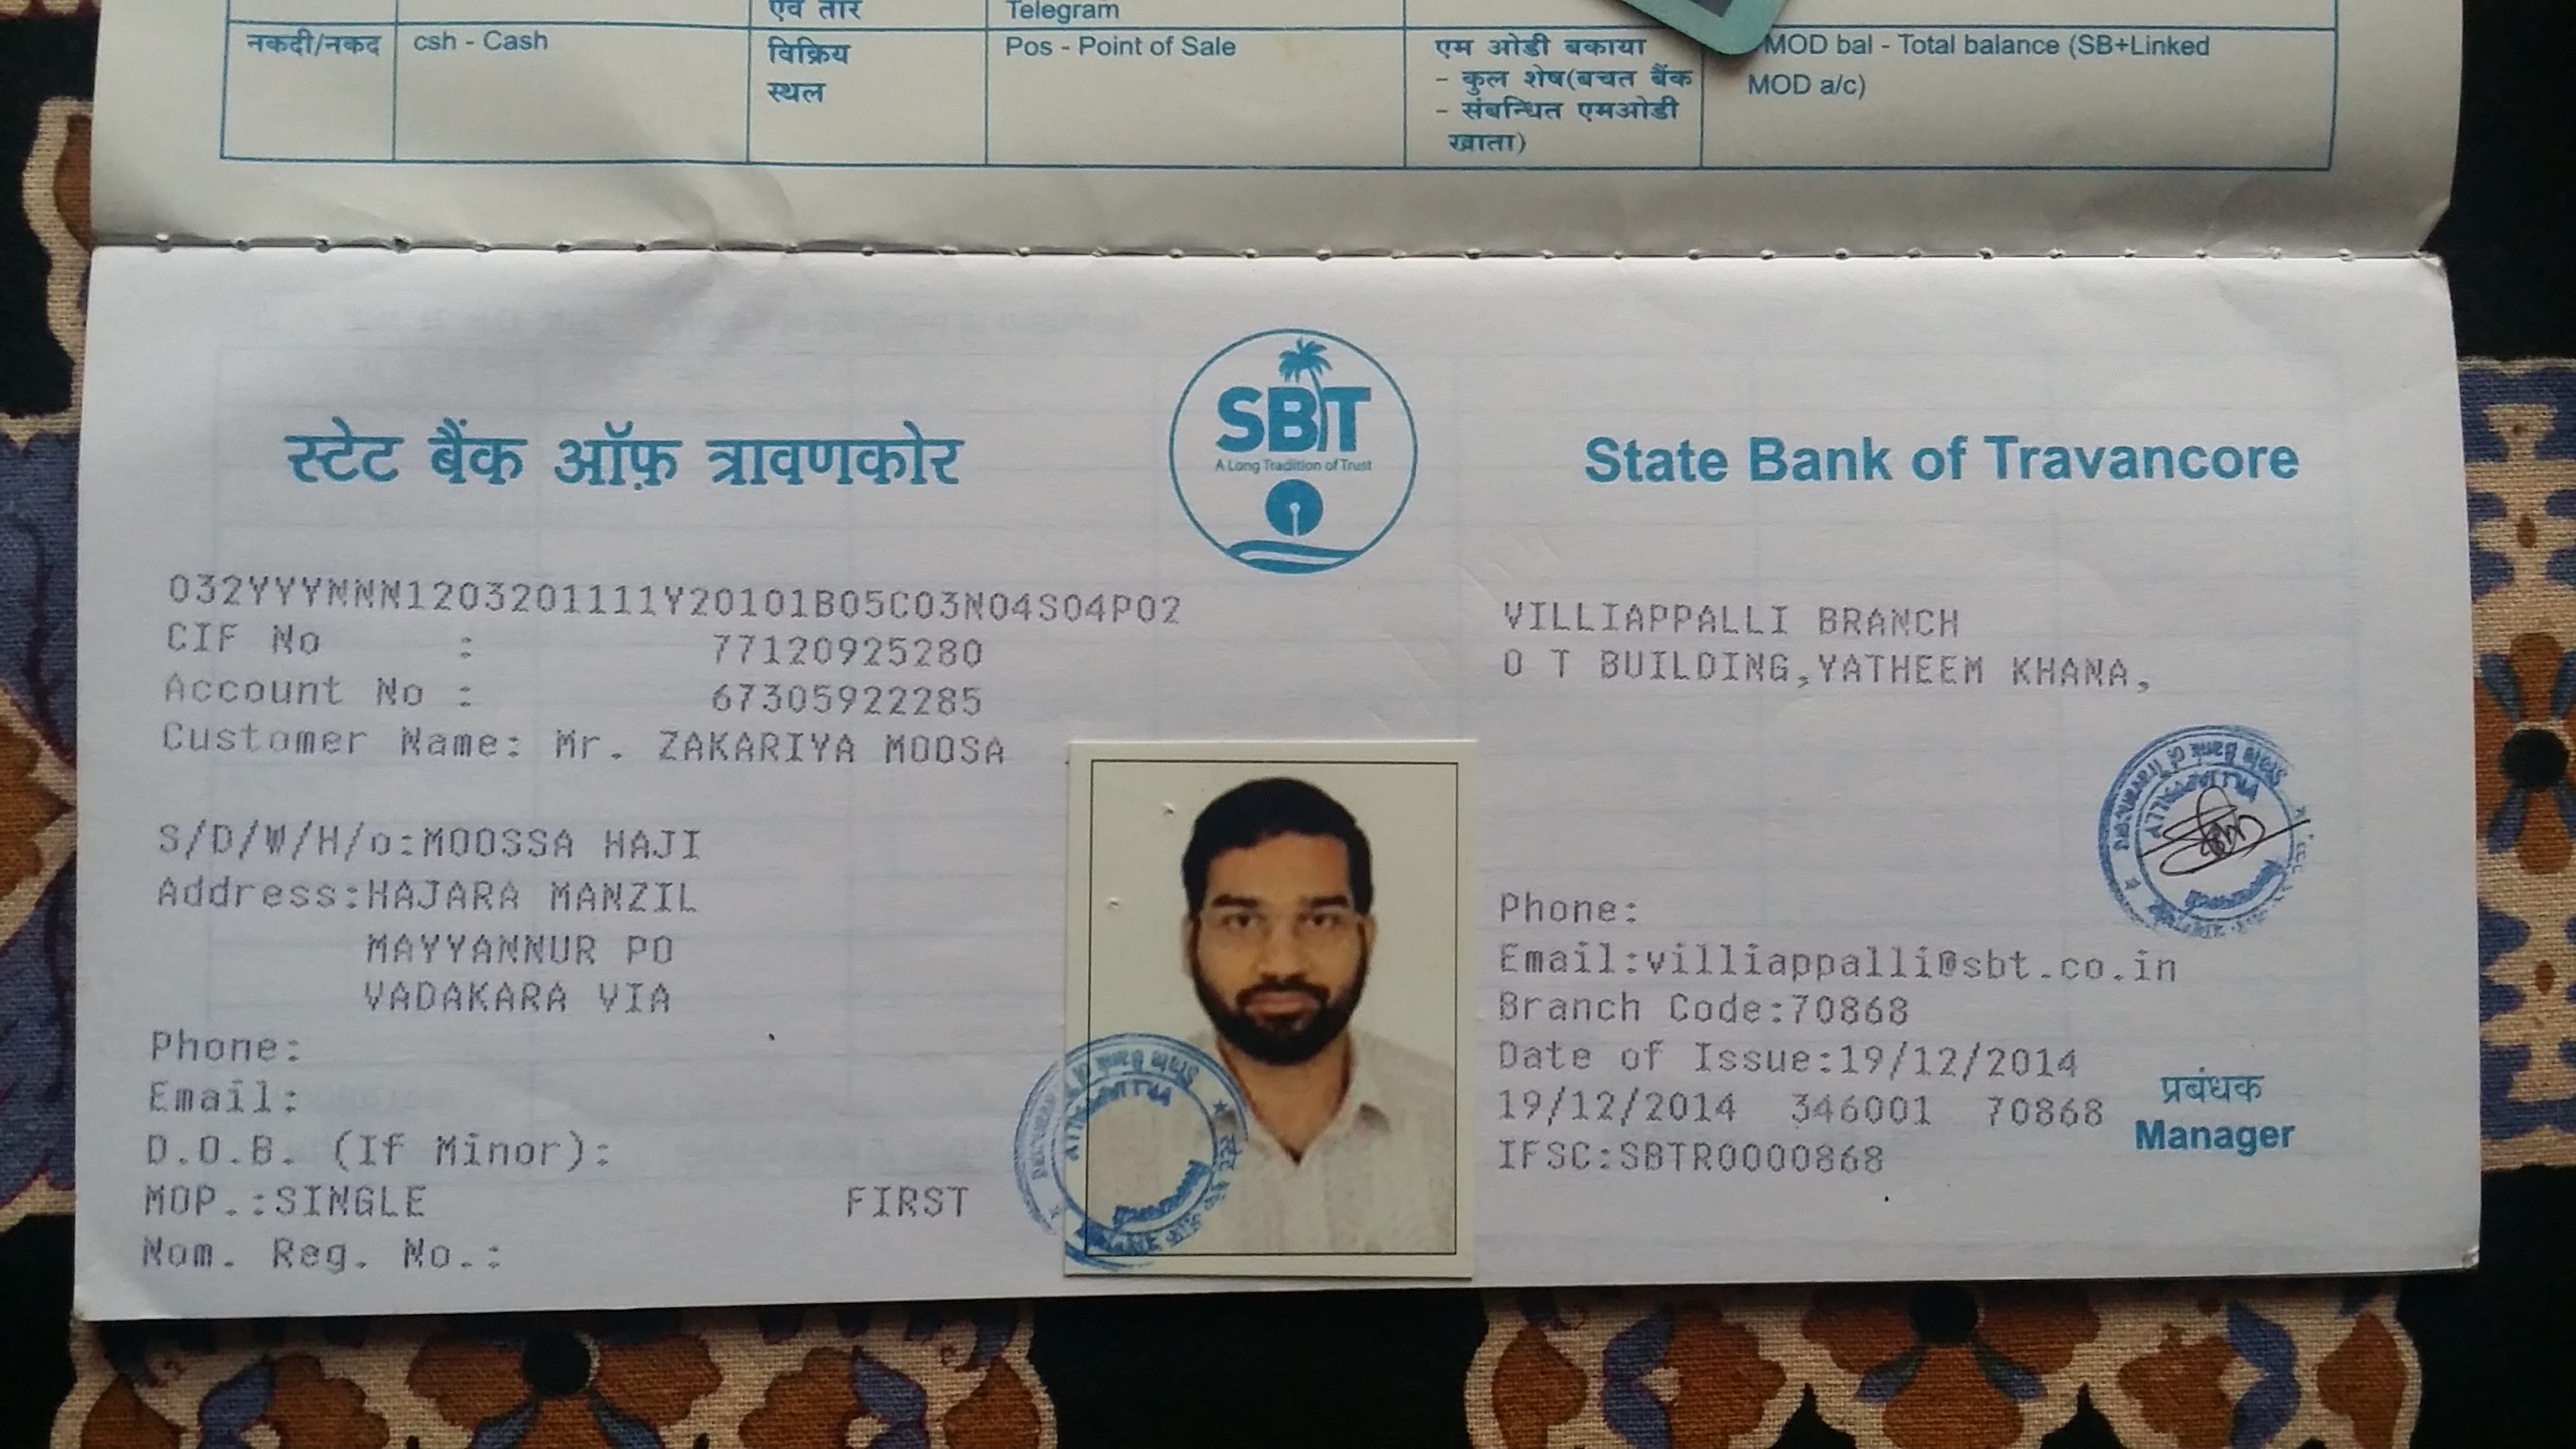 नकदी/नकद
csh - Cash
एवं तार
विक्रिय
स्थल
Telegram
Pos - Point of Sale
एम ओडी बकाया
- कुल शेष(बचत बैंक
- संबन्धित एमओडी
खाता)
MOD bal - Total balance (SB+Linked
MOD a/c)
स्टेट बैंक ऑफ़ त्रावणकोर
SBT
A Long Tradition of Trust
State Bank of Travancore
032YYYNNN1203201111Y20101B05C03N04S04P02
CIF No : 77120925280
Account No : 67305922285
Customer Name: Mr. ZAKARIYA MOOSA
S/D/W/H/o:MOOSSA HAJI
Address:HAJARA MANZIL
MAYYANNUR PO
VADAKARA VIA
Phone:
Email:
D.O.B. (If Minor):
MOP.:SINGLE FIRST
Nom. Reg. No.:
VILLIAPPALLI BRANCH
O T BUILDING,YATHEEM KHANA,
Phone:
Email:villiappalli@sbt.co.in
Branch Code:70868
Date of Issue:19/12/2014
19/12/2014 346001 70868
IFSC:SBTR0000868
प्रबंधक
Manager